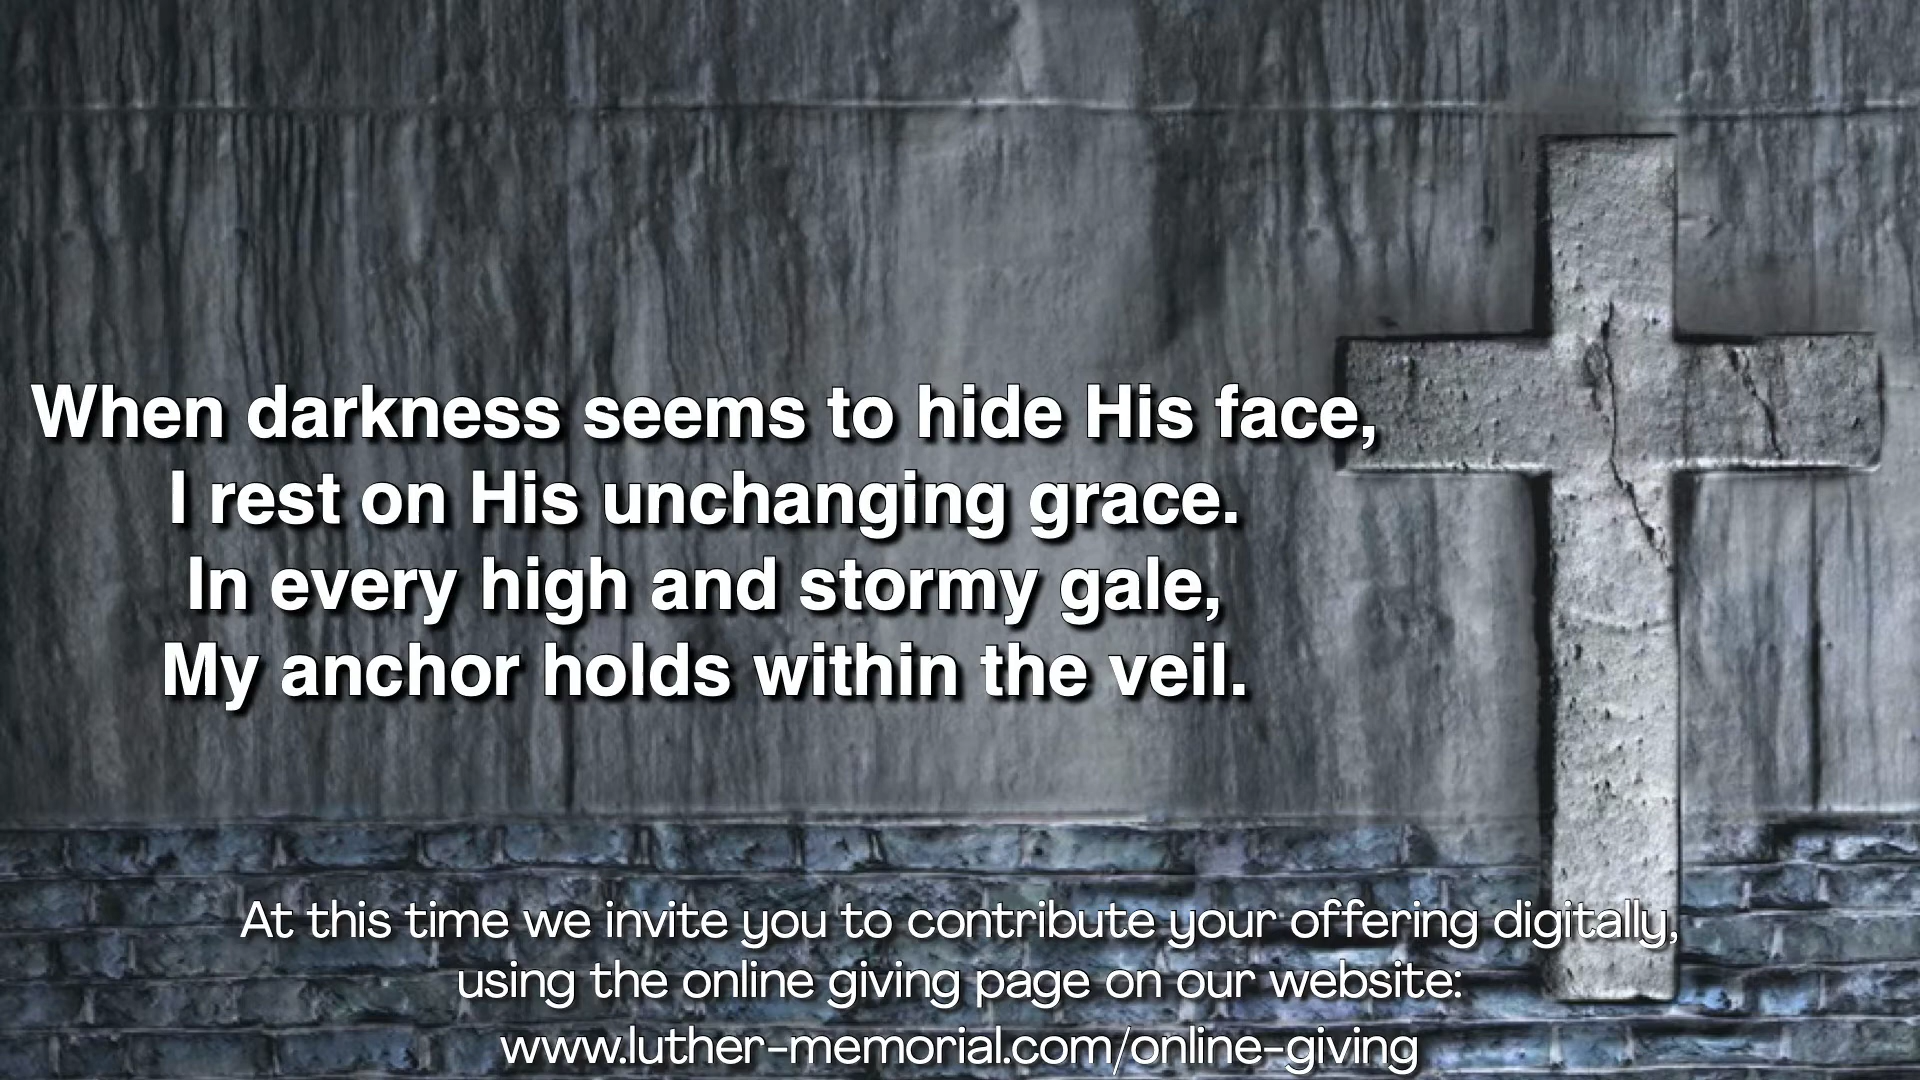 When darkness seems to hide His face,
I rest on His unchanging grace.
In every high and stormy gale,
My anchor holds within the veil.
At this time we invite you to contribute your offering digitally,
using the online giving page on our website:
www.luther-memorial.com/online-giving